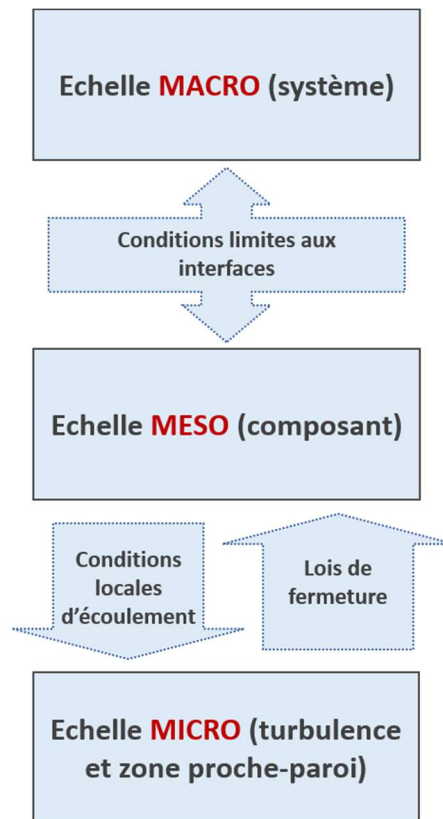 Echelle MACRO (système)
Conditions limites aux
interfaces
Echelle MESO (composant)
Conditions
locales
d'écoulement
Lois de
fermeture
Echelle MICRO (turbulence
et zone proche-paroi)